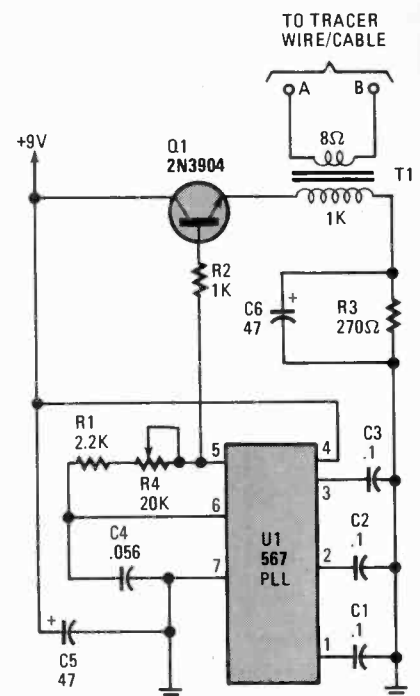 TO TRACER
WIRE/CABLE
A
B
8Ω
T1
1K
+9V
Q1
2N3904
R2
1K
C6
47
+
R3
270Ω
R1
2.2K
R4
20K
5
4
C3
.1
3
6
C4
.056
U1
567
PLL
C2
.1
2
7
C1
.1
1
+
C5
47